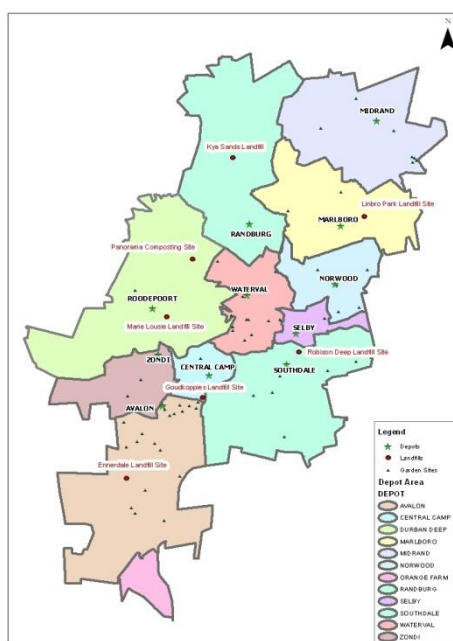 N
MIDRAND
Kya Sands Landfill
Linbro Park Landfill Site
MARLBORO
RANDBURG
Panorama Composting Site
NORWOOD
WATERVAL
ROODEPOORT
Marie Lousie Landfill Site
SELBY
Robison Deep Landfill Site
ZONDI
CENTRAL CAMP
SOUTHDALE
Goudkoppies Landfill Site
AVALON
Ennerdale Landfill Site
Legend
Depots
Landfills
Garden Sites
Depot Area
DEPOT
AVALON
CENTRAL CAMP
DURBAN DEEP
MARLBORO
MIDRAND
NORWOOD
ORANGE FARM
RANDBURG
SELBY
SOUTHDALE
WATERVAL
ZONDI